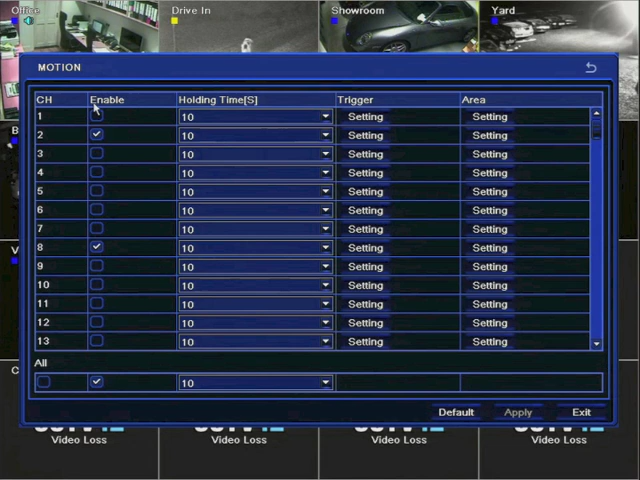 Office
Drive In
Showroom
Yard
MOTION
CH Enable Holding Time[S] Trigger Area
1 10 Setting Setting
2 10 Setting Setting
3 10 Setting Setting
4 10 Setting Setting
5 10 Setting Setting
6 10 Setting Setting
7 10 Setting Setting
8 10 Setting Setting
9 10 Setting Setting
10 10 Setting Setting
11 10 Setting Setting
12 10 Setting Setting
13 10 Setting Setting
All
10
Default Apply Exit
Video Loss
Video Loss
Video Loss